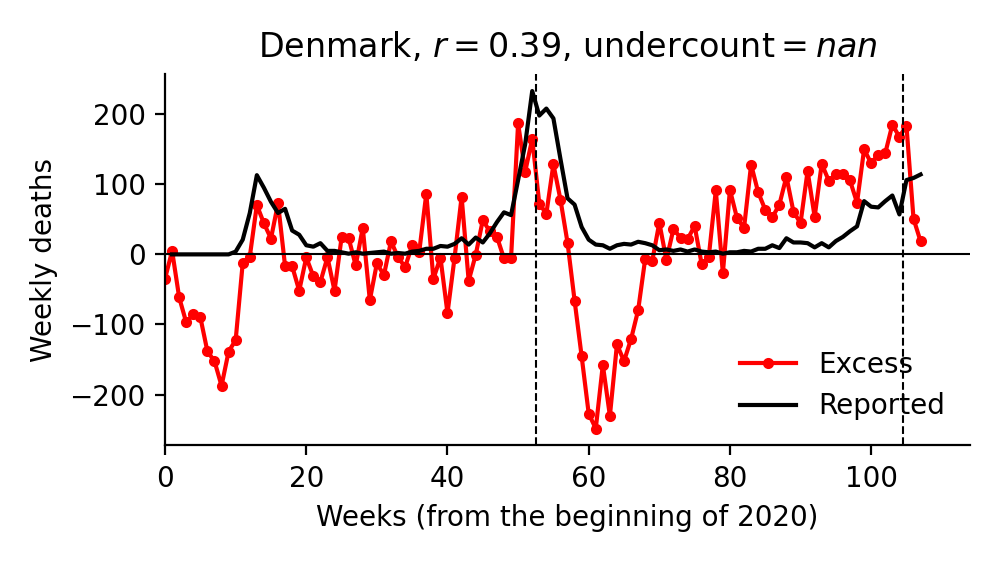 Denmark, r = 0.39, undercount = nan
Weekly deaths
200
100
0
−100
−200
Excess
Reported
0 20 40 60 80 100
Weeks (from the beginning of 2020)